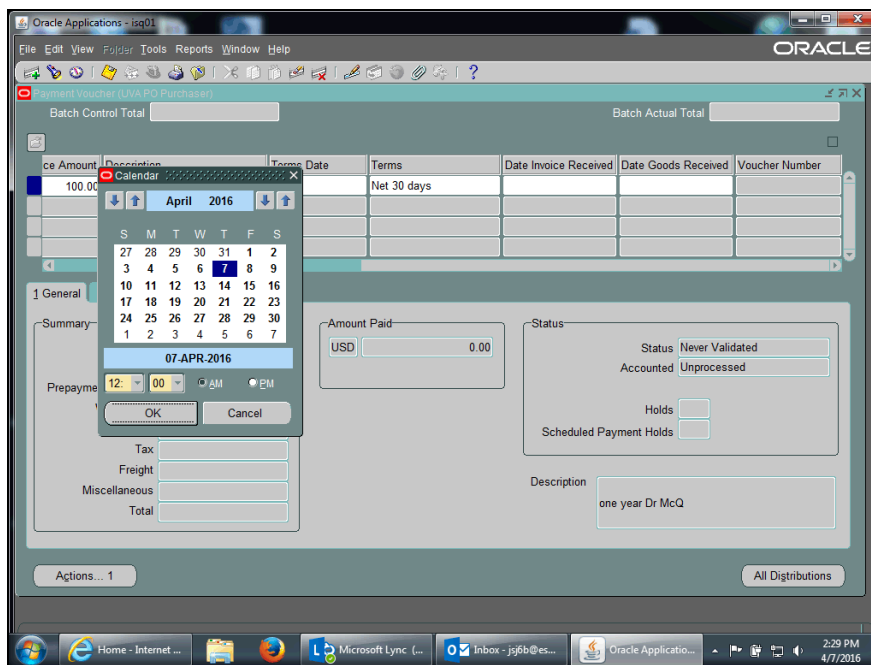 Oracle Applications - isq01
File Edit View Folder Tools Reports Window Help
ORACLE
Payment Voucher (UVA PO Purchaser)
Batch Control Total
Batch Actual Total
ce Amount Description Terms Date Terms Date Invoice Received Date Goods Received Voucher Number
100.00 Net 30 days
Calendar
April 2016
S M T W T F S
27 28 29 30 31 1 2
3 4 5 6 7 8 9
10 11 12 13 14 15 16
17 18 19 20 21 22 23
24 25 26 27 28 29 30
1 2 3 4 5 6 7
07-APR-2016
12: 00 AM PM
OK Cancel
1 General
Summary
Prepayme
Tax
Freight
Miscellaneous
Total
Amount Paid
USD 0.00
Status
Status Never Validated
Accounted Unprocessed
Holds
Scheduled Payment Holds
Description
one year Dr McQ
Actions... 1
All Distributions
Home - Internet ...
Microsoft Lync (...
Inbox - jsj6b@es...
Oracle Applicatio...
2:29 PM
4/7/2016